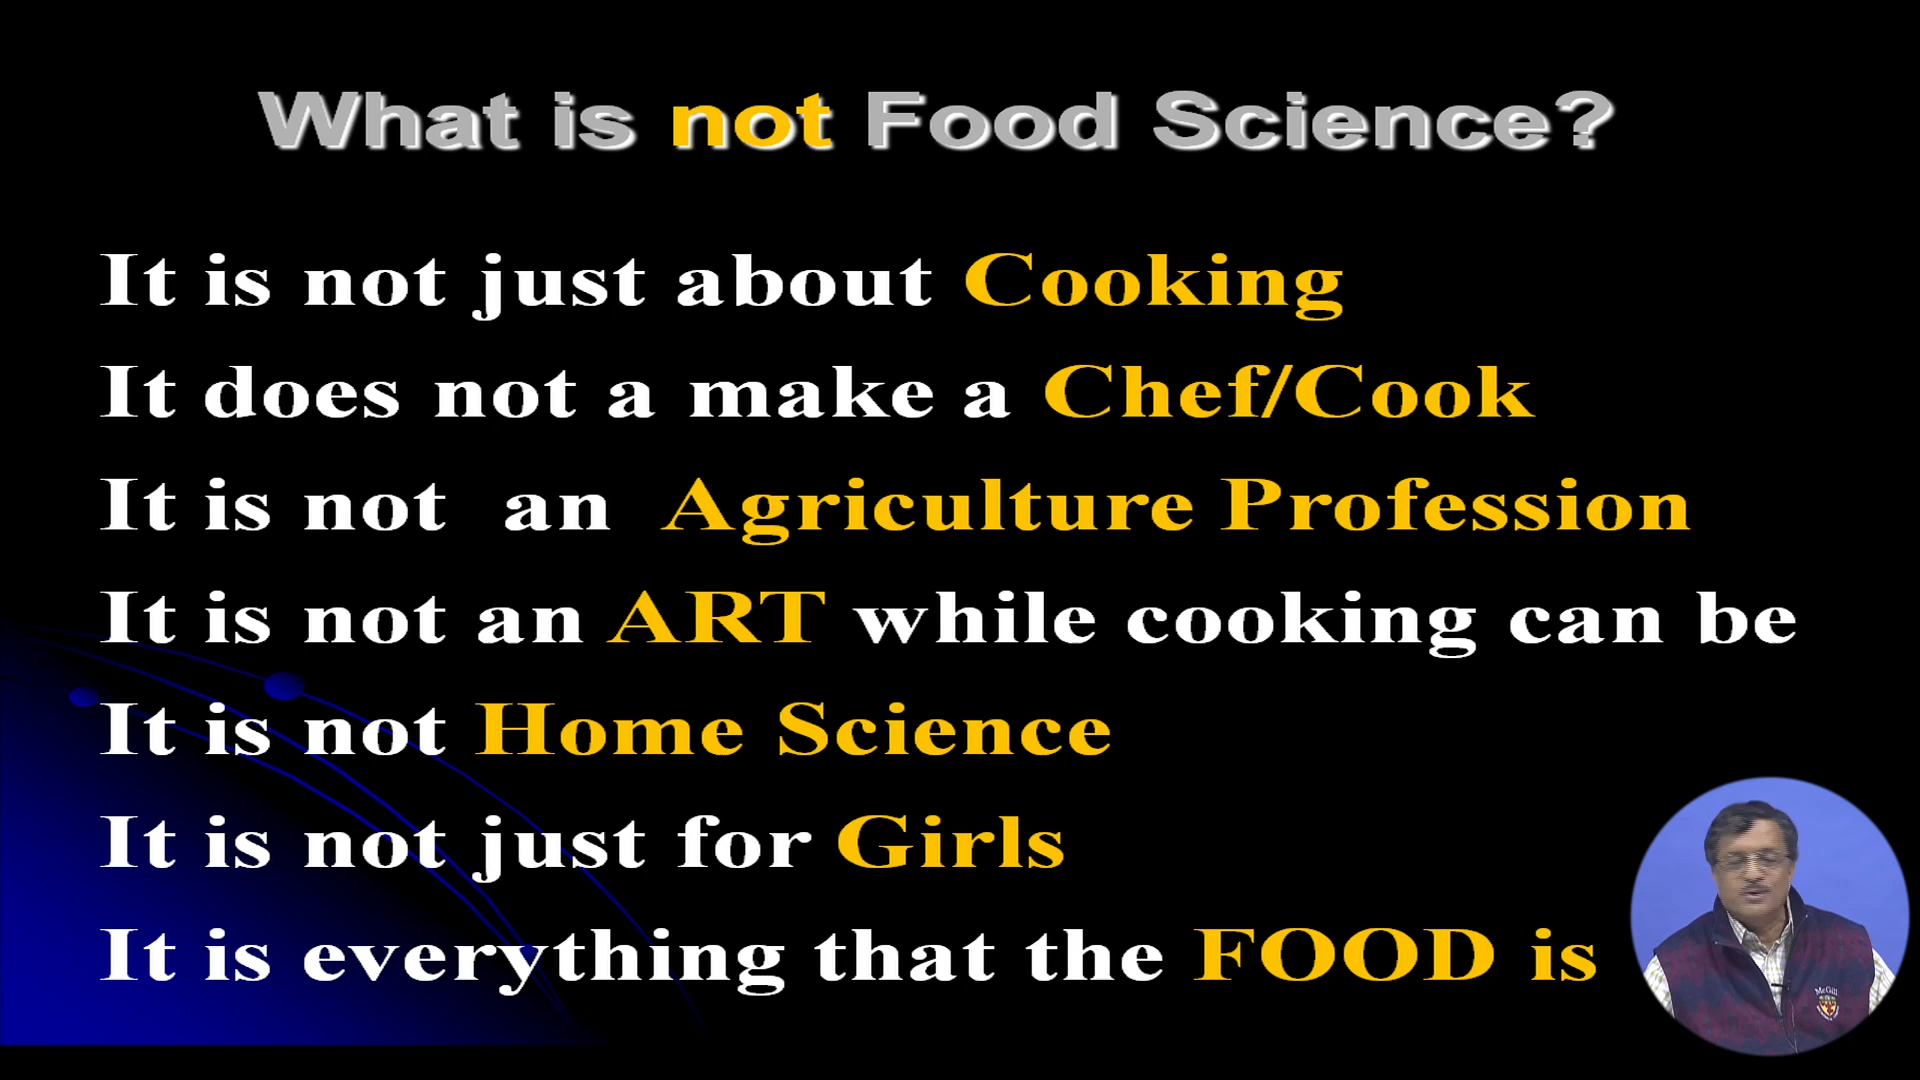 What is not Food Science?
It is not just about Cooking
It does not a make a Chef/Cook
It is not an Agriculture Profession
It is not an ART while cooking can be
It is not Home Science
It is not just for Girls
It is everything that the FOOD is
McGill